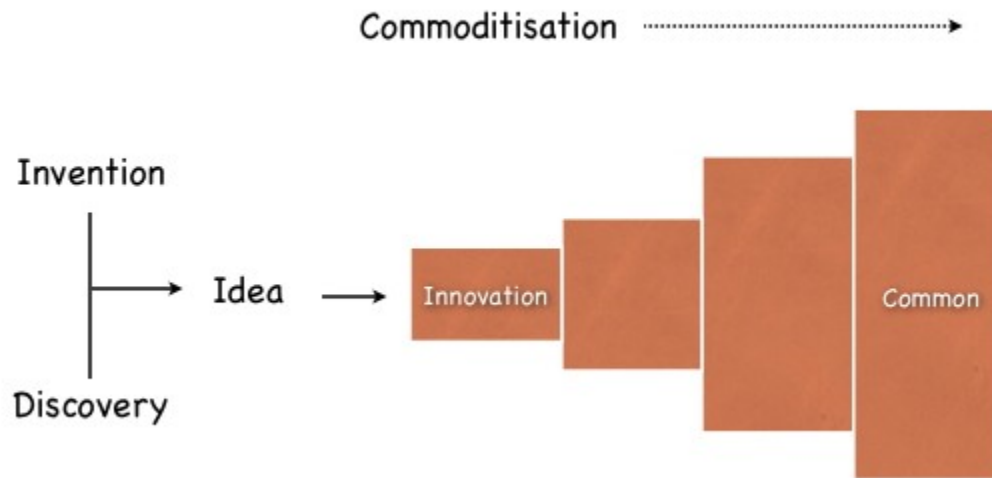 Commoditisation
Invention
Idea
Discovery
Innovation
Common